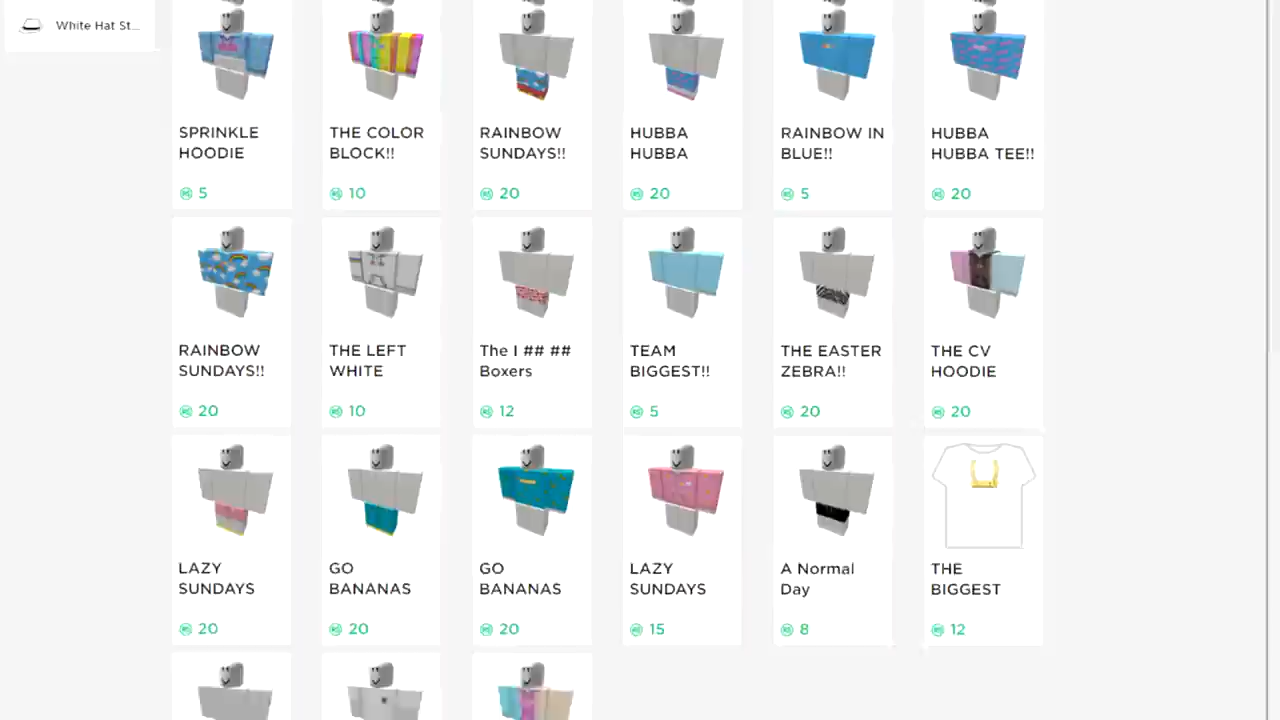 White Hat St...
SPRINKLE
HOODIE
5
THE COLOR
BLOCK!!
10
RAINBOW
SUNDAYS!!
20
HUBBA
HUBBA
20
RAINBOW IN
BLUE!!
5
HUBBA
HUBBA TEE!!
20
RAINBOW
SUNDAYS!!
20
THE LEFT
WHITE
10
The I ## ##
Boxers
12
TEAM
BIGGEST!!
5
THE EASTER
ZEBRA!!
20
THE CV
HOODIE
20
LAZY
SUNDAYS
20
GO
BANANAS
20
GO
BANANAS
20
LAZY
SUNDAYS
15
A Normal
Day
8
THE
BIGGEST
12